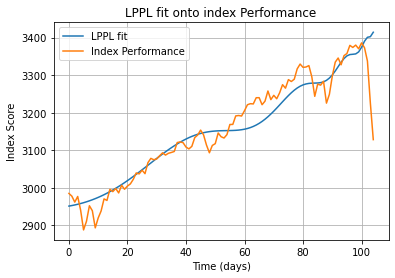 LPPL fit onto index Performance
LPPL fit
Index Performance
Index Score
3400
3300
3200
3100
3000
2900
0 20 40 60 80 100
Time (days)